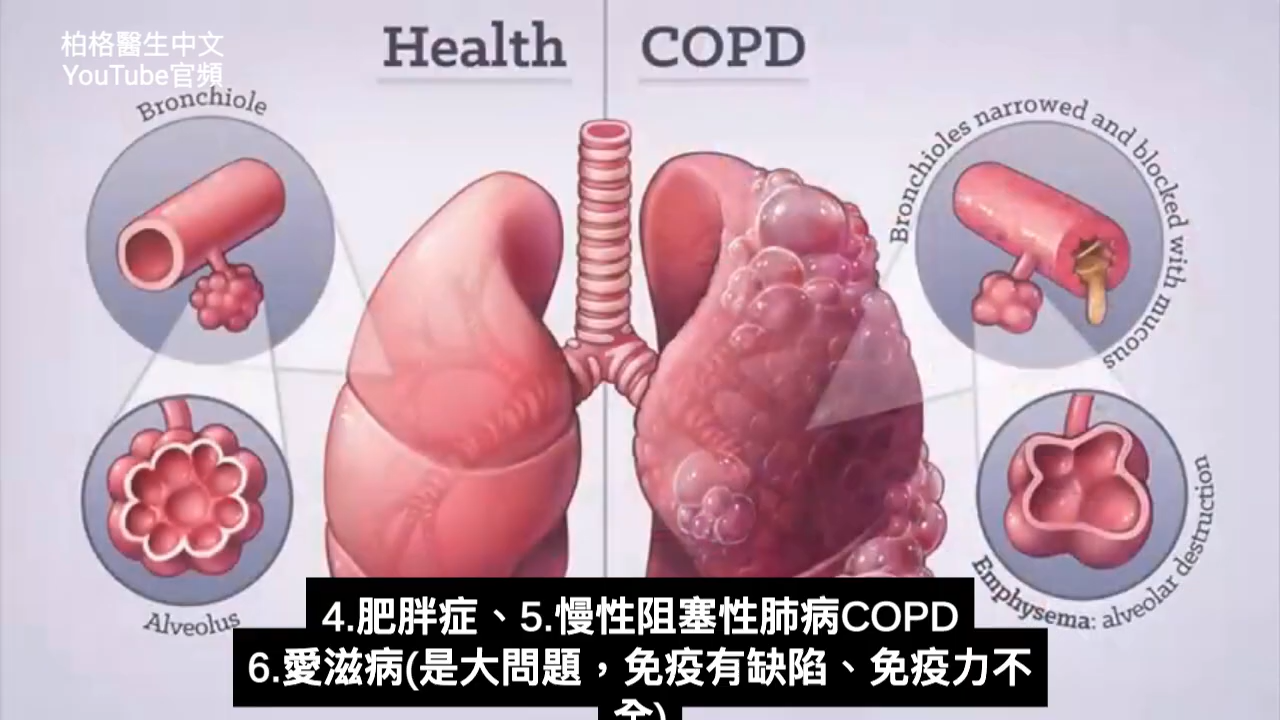 柏格醫生中文
YouTube官頻
Health
COPD
Bronchiole
Bronchioles narrowed and blocked with mucous
Alveolus
Emphysema: alveolar destruction
4.肥胖症、5.慢性阻塞性肺病COPD
6.愛滋病(是大問題，免疫有缺陷、免疫力不
全)